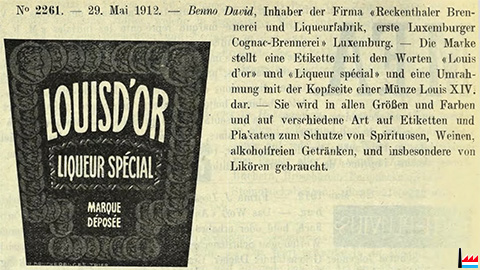 No 2261. — 29. Mai 1912. — Benno David, Inhaber der Firma «Reckenthaler Bren-
nerei und Liqueurfabrik, erste Luxemburger
Cognac-Brennerei» Luxemburg. — Die Marke
stellt eine Etikette mit den Worten «Louis
d'or» und «Liqueur spécial» und eine Umrah-
mung mit der Kopfseite einer Münze Louis XIV.
dar. — Sie wird in allen Größen und Farben
und auf verschiedene Art auf Etiketten und
Plakaten zum Schutze von Spirituosen, Weinen,
alkoholfreien Getränken, und insbesondere von
Likören gebraucht.
LOUISD'OR
LIQUEUR SPÉCIAL
MARQUE
DÉPOSÉE